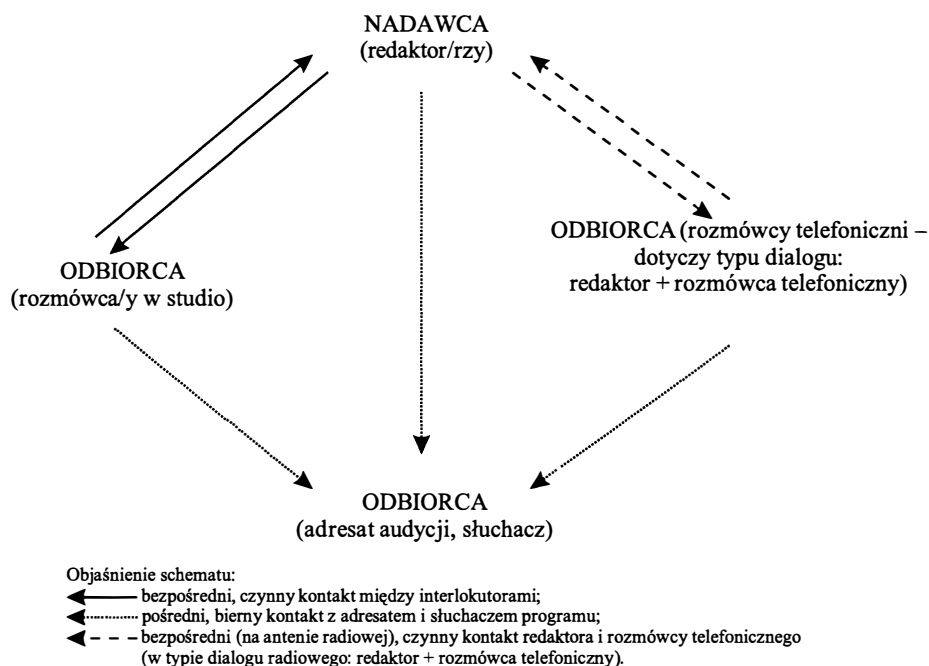 NADAWCA
(redaktor/rzy)
ODBIORCA
(rozmówca/y w studio)
ODBIORCA (rozmówcy telefoniczni –
dotyczy typu dialogu:
redaktor + rozmówca telefoniczny)
ODBIORCA
(adresat audycji, słuchacz)
Objaśnienie schematu:
bezpośredni, czynny kontakt między interlokutorami;
pośredni, bierny kontakt z adresatem i słuchaczem programu;
bezpośredni (na antenie radiowej), czynny kontakt redaktora i rozmówcy telefonicznego
(w typie dialogu radiowego: redaktor + rozmówca telefoniczny).